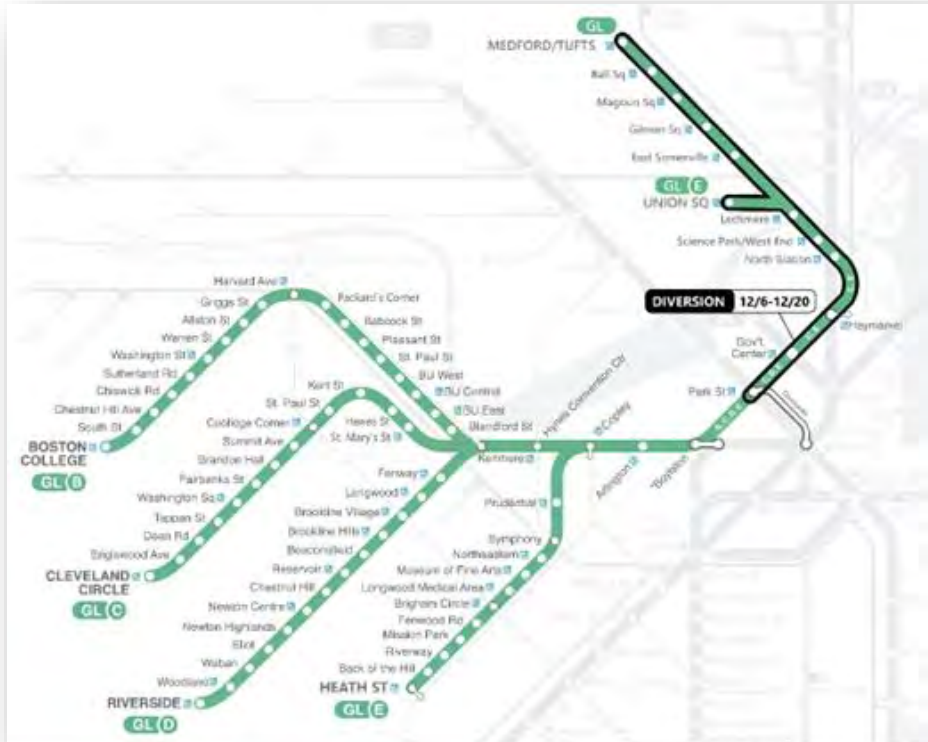 GL
MEDFORD/TUFTS
Ball Sq
Magoun Sq
Gilman Sq
East Somerville
GL E
UNION SQ
Lechmere
Science Park/West End
North Station
DIVERSION 12/6-12/20
Haymarket
Gov't.
Center
Park St
Boylston
Arlington
Copley
Hynes Convention Ctr
Kenmore
Blandford St
BU East
BU Central
BU West
St. Paul St
Pleasant St
Babcock St
Packard's Corner
Harvard Ave
Griggs St
Allston St
Warren St
Washington St
Sutherland Rd
Chiswick Rd
Chestnut Hill Ave
South St
BOSTON
COLLEGE
GL B
St. Mary's St
Hawes St
Kent St
St. Paul St
Coolidge Corner
Summit Ave
Brandon Hall
Fairbanks St
Washington Sq
Tappan St
Dean Rd
Englewood Ave
CLEVELAND
CIRCLE
GL C
Fenway
Longwood
Brookline Village
Brookline Hills
Beaconsfield
Reservoir
Chestnut Hill
Newton Centre
Newton Highlands
Eliot
Waban
Woodland
RIVERSIDE
GL D
Prudential
Symphony
Northeastern
Museum of Fine Arts
Longwood Medical Area
Brigham Circle
Fenwood Rd
Mission Park
Riverway
Back of the Hill
HEATH ST
GL E